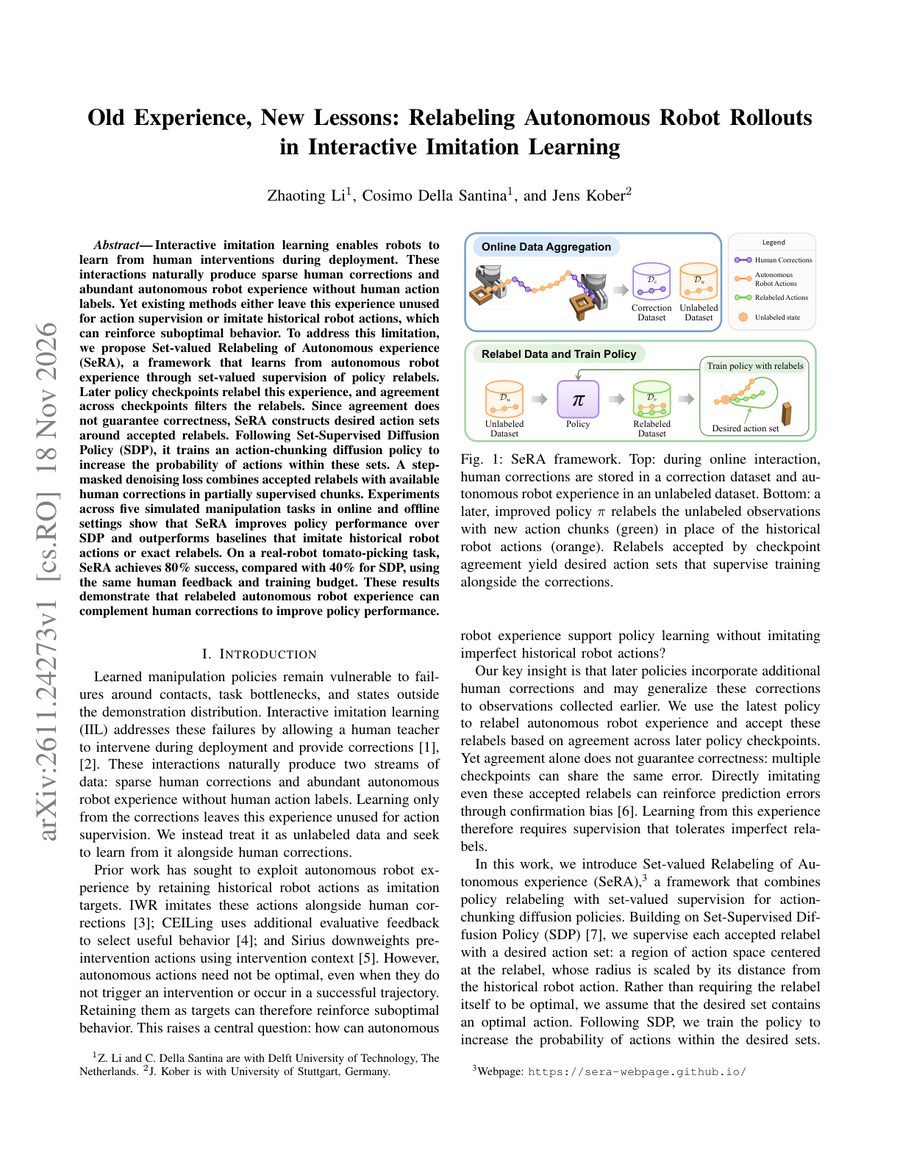 Old Experience, New Lessons: Relabeling Autonomous Robot Rollouts
in Interactive Imitation Learning
Zhaoting Li1, Cosimo Della Santina1, and Jens Kober2
arXiv:2611.24273v1 [cs.RO] 18 Nov 2026
Abstract— Interactive imitation learning enables robots to
learn from human interventions during deployment. These
interactions naturally produce sparse human corrections and
abundant autonomous robot experience without human action
labels. Yet existing methods either leave this experience unused
for action supervision or imitate historical robot actions, which
can reinforce suboptimal behavior. To address this limitation,
we propose Set-valued Relabeling of Autonomous experience
(SeRA), a framework that learns from autonomous robot
experience through set-valued supervision of policy relabels.
Later policy checkpoints relabel this experience, and agreement
across checkpoints filters the relabels. Since agreement does
not guarantee correctness, SeRA constructs desired action sets
around accepted relabels. Following Set-Supervised Diffusion
Policy (SDP), it trains an action-chunking diffusion policy to
increase the probability of actions within these sets. A step-
masked denoising loss combines accepted relabels with available
human corrections in partially supervised chunks. Experiments
across five simulated manipulation tasks in online and offline
settings show that SeRA improves policy performance over
SDP and outperforms baselines that imitate historical robot
actions or exact relabels. On a real-robot tomato-picking task,
SeRA achieves 80% success, compared with 40% for SDP, using
the same human feedback and training budget. These results
demonstrate that relabeled autonomous robot experience can
complement human corrections to improve policy performance.
I. INTRODUCTION
Learned manipulation policies remain vulnerable to fail-
ures around contacts, task bottlenecks, and states outside
the demonstration distribution. Interactive imitation learning
(IIL) addresses these failures by allowing a human teacher
to intervene during deployment and provide corrections [1],
[2]. These interactions naturally produce two streams of
data: sparse human corrections and abundant autonomous
robot experience without human action labels. Learning only
from the corrections leaves this experience unused for action
supervision. We instead treat it as unlabeled data and seek
to learn from it alongside human corrections.
Prior work has sought to exploit autonomous robot ex-
perience by retaining historical robot actions as imitation
targets. IWR imitates these actions alongside human cor-
rections [3]; CEILing uses additional evaluative feedback
to select useful behavior [4]; and Sirius downweights pre-
intervention actions using intervention context [5]. However,
autonomous actions need not be optimal, even when they do
not trigger an intervention or occur in a successful trajectory.
Retaining them as targets can therefore reinforce suboptimal
behavior. This raises a central question: how can autonomous
1Z. Li and C. Della Santina are with Delft University of Technology, The
Netherlands. 2J. Kober is with University of Stuttgart, Germany.
Online Data Aggregation
Dc
Du
Correction
Dataset
Unlabeled
Dataset
Legend
Human Corrections
Autonomous
Robot Actions
Relabeled Actions
Unlabeled state
Relabel Data and Train Policy
Du
Unlabeled
Dataset
π
Policy
Dr
Relabeled
Dataset
Train policy with relabels
Desired action set
Fig. 1: SeRA framework. Top: during online interaction,
human corrections are stored in a correction dataset and au-
tonomous robot experience in an unlabeled dataset. Bottom: a
later, improved policy π relabels the unlabeled observations
with new action chunks (green) in place of the historical
robot actions (orange). Relabels accepted by checkpoint
agreement yield desired action sets that supervise training
alongside the corrections.
robot experience support policy learning without imitating
imperfect historical robot actions?
Our key insight is that later policies incorporate additional
human corrections and may generalize these corrections
to observations collected earlier. We use the latest policy
to relabel autonomous robot experience and accept these
relabels based on agreement across later policy checkpoints.
Yet agreement alone does not guarantee correctness: multiple
checkpoints can share the same error. Directly imitating
even these accepted relabels can reinforce prediction errors
through confirmation bias [6]. Learning from this experience
therefore requires supervision that tolerates imperfect rela-
bels.
In this work, we introduce Set-valued Relabeling of Au-
tonomous experience (SeRA),3 a framework that combines
policy relabeling with set-valued supervision for action-
chunking diffusion policies. Building on Set-Supervised Dif-
fusion Policy (SDP) [7], we supervise each accepted relabel
with a desired action set: a region of action space centered
at the relabel, whose radius is scaled by its distance from
the historical robot action. Rather than requiring the relabel
itself to be optimal, we assume that the desired set contains
an optimal action. Following SDP, we train the policy to
increase the probability of actions within the desired sets.
3Webpage: https://sera-webpage.github.io/